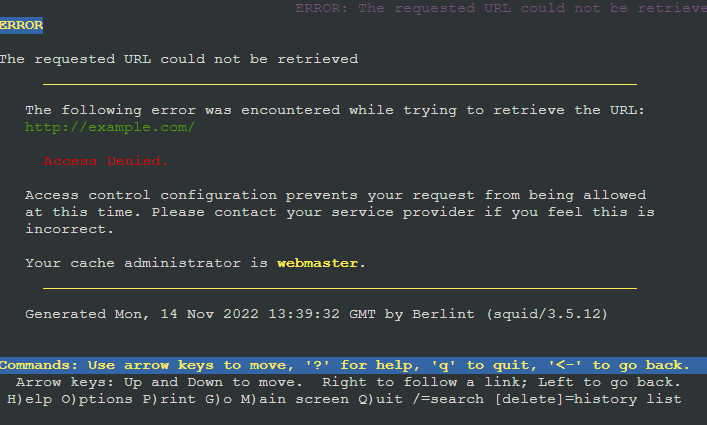 ERROR: The requested URL could not be retrieve
ERROR
The requested URL could not be retrieved
The following error was encountered while trying to retrieve the URL:
http://example.com/
Access Denied.
Access control configuration prevents your request from being allowed
at this time. Please contact your service provider if you feel this is
incorrect.
Your cache administrator is webmaster.
Generated Mon, 14 Nov 2022 13:39:32 GMT by Berlint (squid/3.5.12)
Commands: Use arrow keys to move, '?' for help, 'q' to quit, '<-' to go back.
Arrow keys: Up and Down to move. Right to follow a link; Left to go back.
H)elp O)ptions P)rint G)o M)ain screen Q)uit /=search [delete]=history list